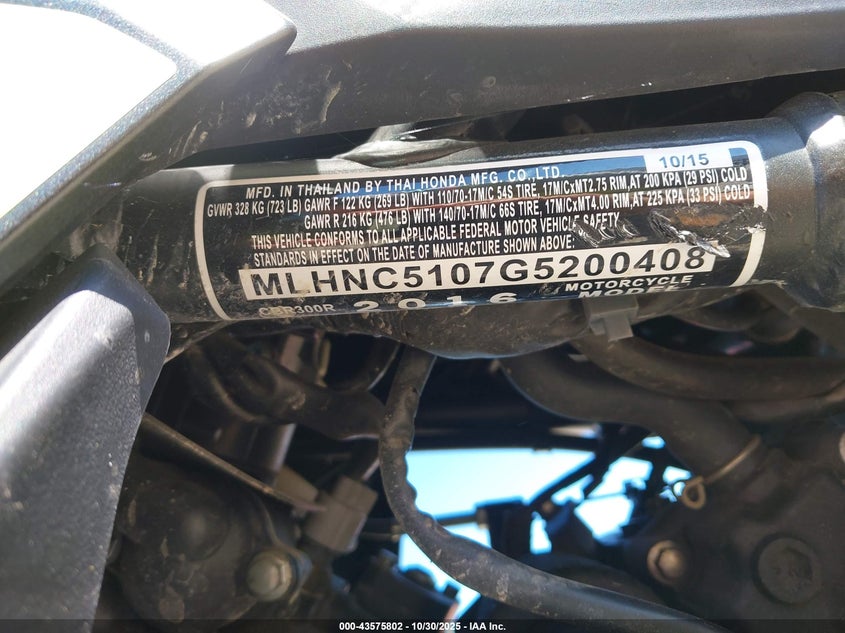 10/15
MFD. IN THAILAND BY THAI HONDA MFG. CO.,LTD.
GVWR 328 KG (723 LB) GAWR F 122 KG (269 LB) WITH 110/70-17M/C 54S TIRE, 17M/CxMT2.75 RIM,AT 200 KPA (29 PSI) COLD
GAWR R 216 KG (476 LB) WITH 140/70-17M/C 66S TIRE, 17M/CxMT4.00 RIM,AT 225 KPA (33 PSI) COLD
THIS VEHICLE CONFORMS TO ALL APPLICABLE FEDERAL MOTOR VEHICLE SAFETY
STANDARDS IN EFFECT ON THE DATE OF MANUFACTURE SHOWN ABOVE:
MLHNC5107G5200408
CBR300R 2016 MOTORCYCLE
MODEL
000-43575802 - 10/30/2025 - IAA Inc.